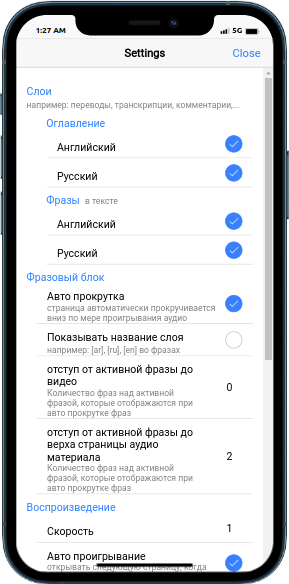 1:27 AM 5G
Settings Close
Слои
например: переводы, транскрипции, комментарии,...
Оглавление
Английский
Русский
Фразы в тексте
Английский
Русский
Фразовый блок
Авто прокрутка
страница автоматически прокручивается
вниз по мере проигрывания аудио
Показывать название слоя
например: [ar], [ru], [en] во фразах
отступ от активной фразы до
видео
0
Количество фраз над активной
фразой, которые отображаются при
авто прокрутке фраз
отступ от активной фразы до
верха страницы аудио
материала
2
Количество фраз над активной
фразой, которые отображаются при
авто прокрутке фраз
Воспроизведение
Скорость 1
Авто проигрывание
открывать следующую страницу, когда